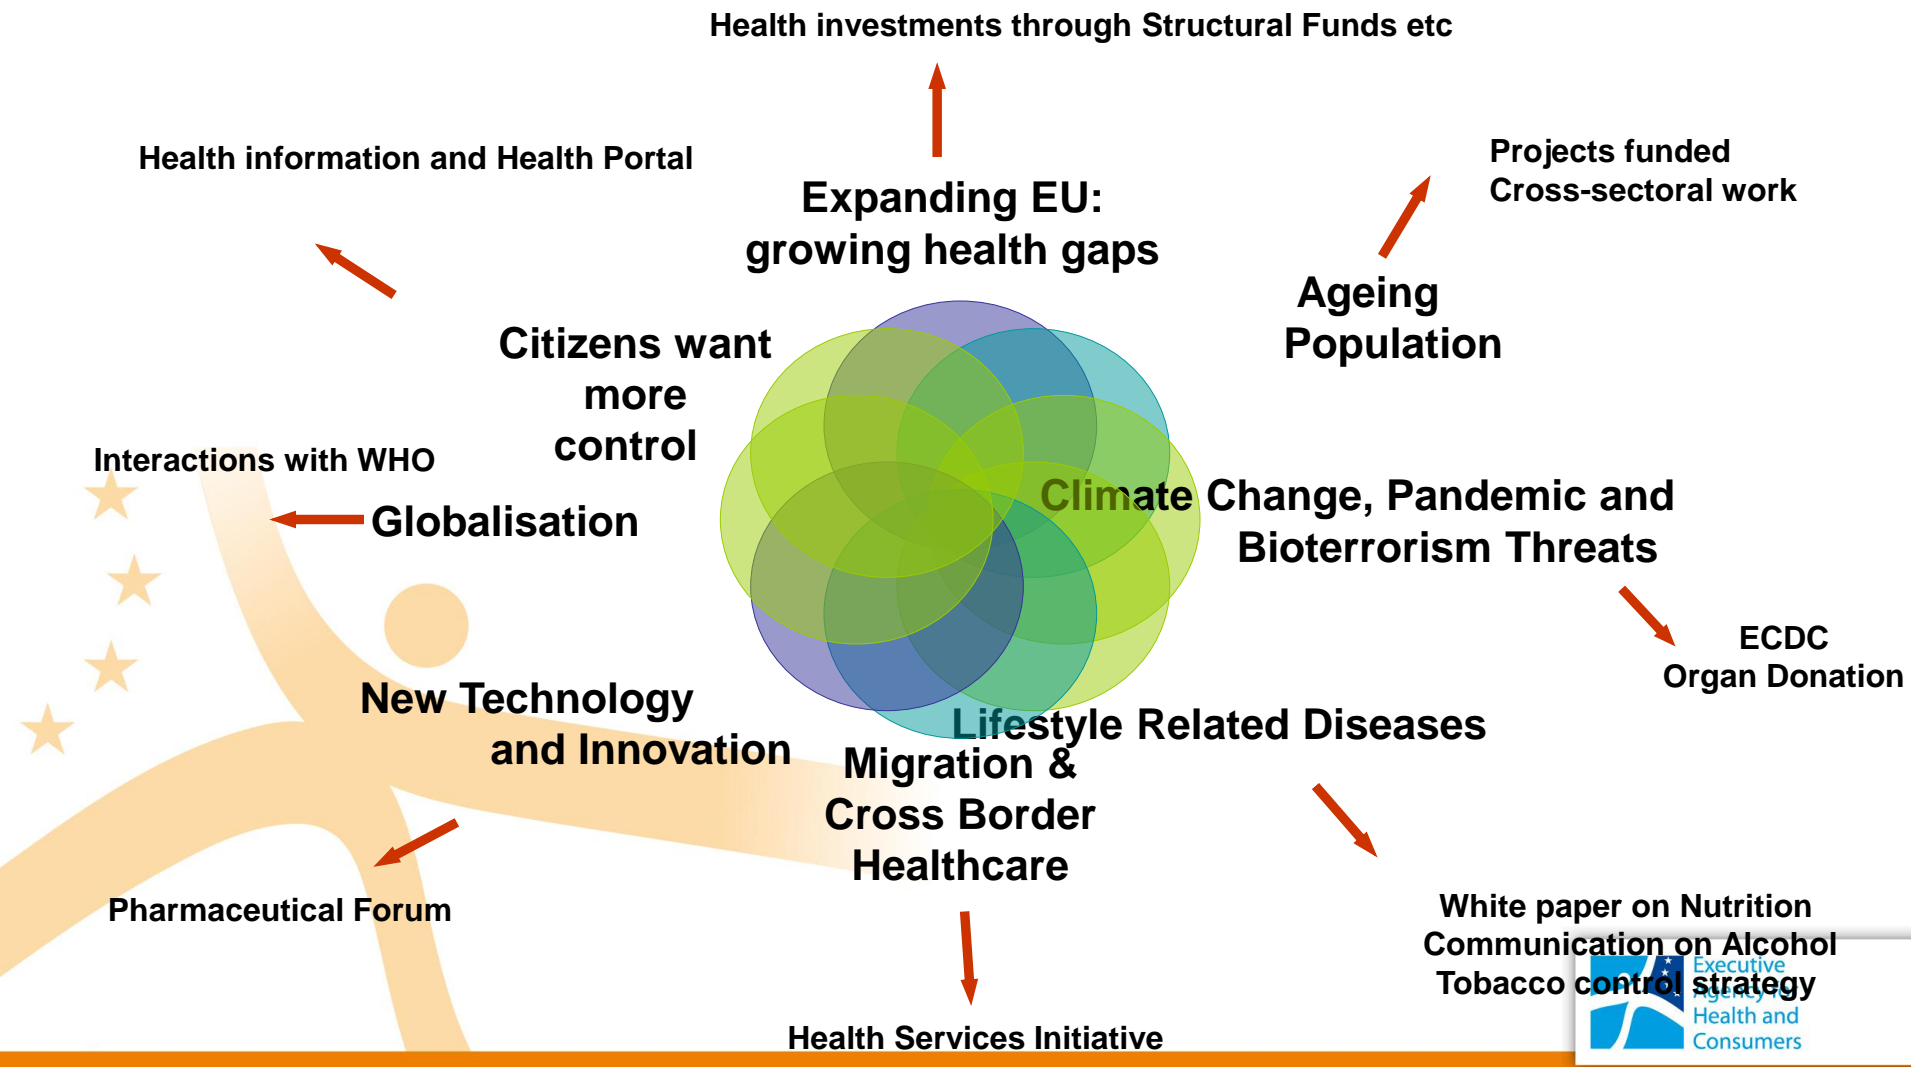 Health investments through Structural Funds etc
Health information and Health Portal
Projects funded
Cross-sectoral work
Expanding EU:
growing health gaps
Ageing
Population
Citizens want
more
control
Interactions with WHO
Globalisation
Climate Change, Pandemic and
Bioterrorism Threats
ECDC
Organ Donation
New Technology
and Innovation
Lifestyle Related Diseases
Migration &
Cross Border
Healthcare
Pharmaceutical Forum
White paper on Nutrition
Communication on Alcohol
Tobacco control strategy
Health Services Initiative
Executive
Agency for
Health and
Consumers